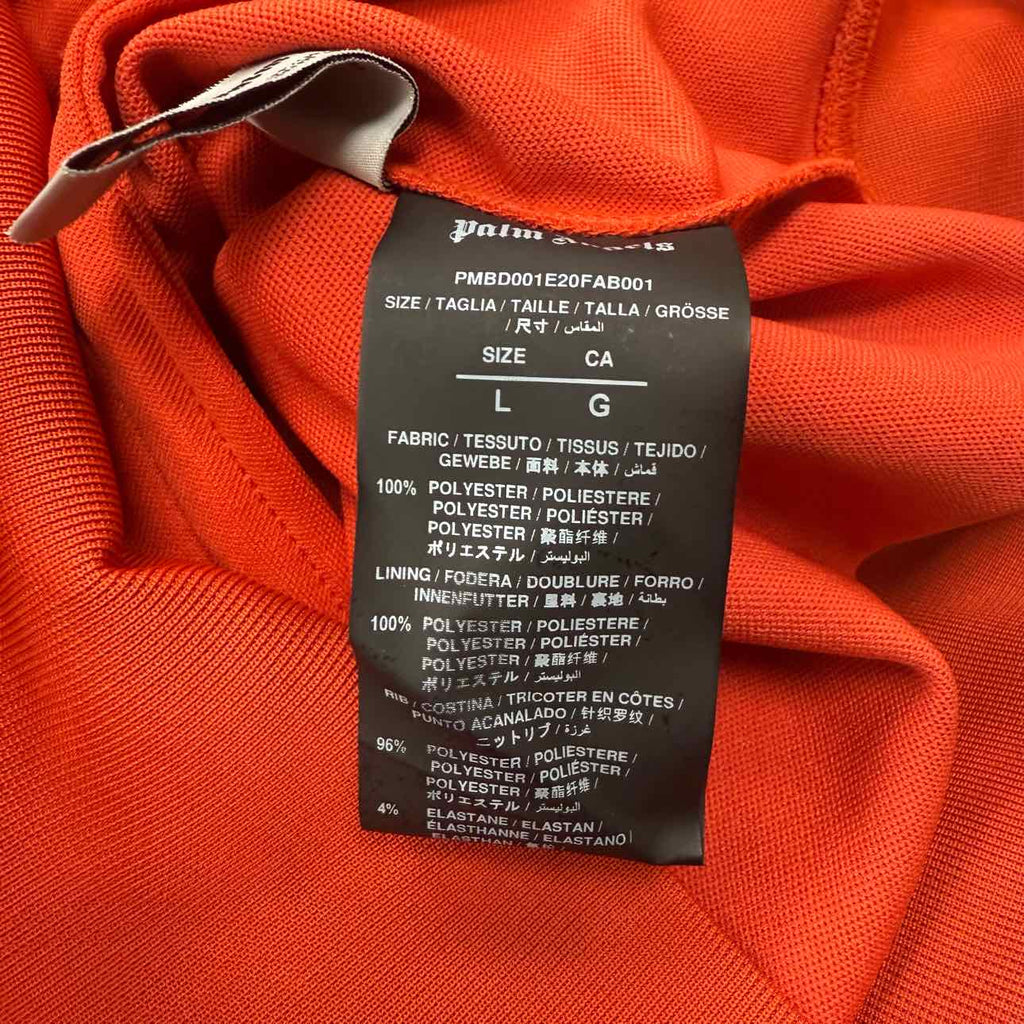 Palm Angels
PMBD001E20FAB001
SIZE / TAGLIA / TAILLE / TALLA / GRÖSSE
/ 尺寸 / المقاس
SIZE CA
L G
FABRIC / TESSUTO / TISSUS / TEJIDO /
GEWEBE / 面料 / 本体 / قماش
100% POLYESTER / POLIESTERE /
POLYESTER / POLIÉSTER /
POLYESTER / 聚酯纤维 /
ポリエステル / البوليستر
LINING / FODERA / DOUBLURE / FORRO /
INNENFUTTER / 里料 / 裏地 / بطانة
100% POLYESTER / POLIESTERE /
POLYESTER / POLIÉSTER /
POLYESTER / 聚酯纤维 /
ポリエステル / البوليستر
RIB / COSTINA / TRICOTER EN CÔTES /
PUNTO ACANALADO / 针织罗纹 /
ニットリブ / غرزة
96% POLYESTER / POLIESTERE /
POLYESTER / POLIÉSTER /
POLYESTER / 聚酯纤维 /
ポリエステル / البوليستر
4% ELASTANE / ELASTAN /
ÉLASTHANNE / ELASTANO /
ELASTHAN /